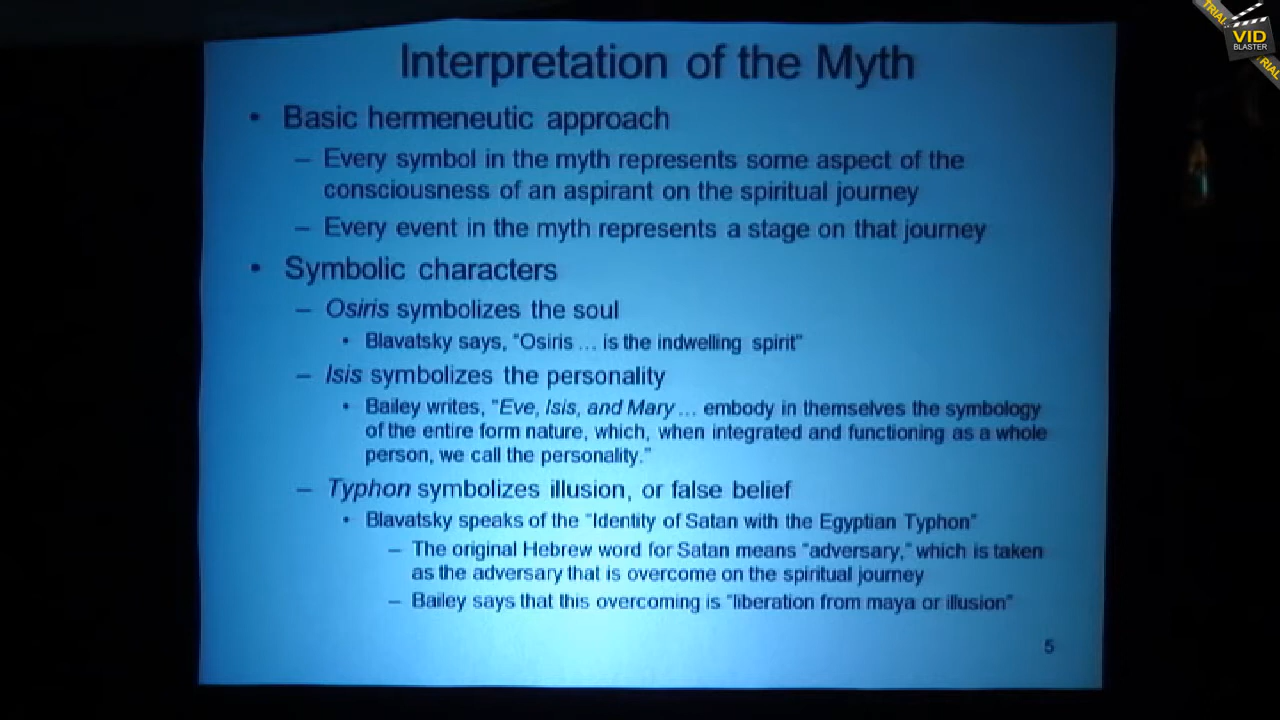 Interpretation of the Myth
• Basic hermeneutic approach
– Every symbol in the myth represents some aspect of the
consciousness of an aspirant on the spiritual journey
– Every event in the myth represents a stage on that journey
• Symbolic characters
– Osiris symbolizes the soul
• Blavatsky says, "Osiris ... is the indwelling spirit"
– Isis symbolizes the personality
• Bailey writes, "Eve, Isis, and Mary ... embody in themselves the symbology
of the entire form nature, which, when integrated and functioning as a whole
person, we call the personality."
– Typhon symbolizes illusion, or false belief
• Blavatsky speaks of the "Identity of Satan with the Egyptian Typhon"
– The original Hebrew word for Satan means "adversary," which is taken
as the adversary that is overcome on the spiritual journey
– Bailey says that this overcoming is "liberation from maya or illusion"
5
TRIAL
VID
BLASTER
TRIAL